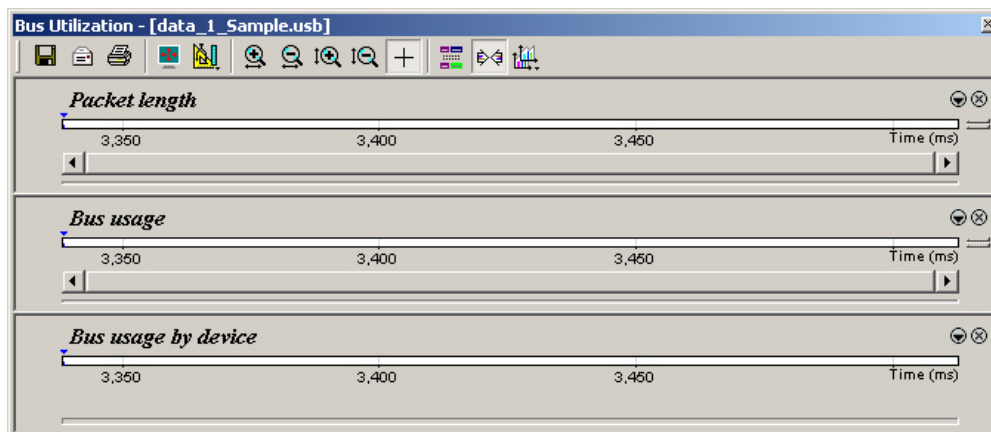 Bus Utilization - [data_1_Sample.usb]
Packet length
3,350 3,400 3,450 Time (ms)
Bus usage
3,350 3,400 3,450 Time (ms)
Bus usage by device
3,350 3,400 3,450 Time (ms)